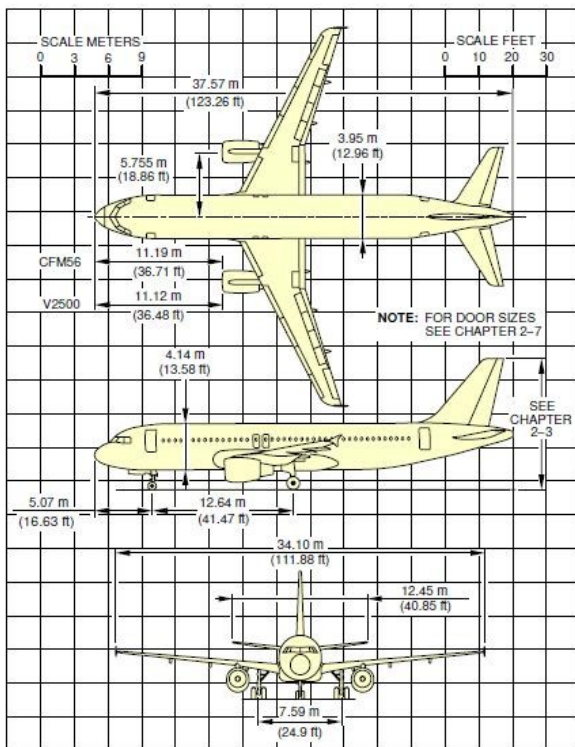 SCALE METERS
0 3 6 9
SCALE FEET
0 10 20 30
37.57 m
(123.26 ft)
3.95 m
(12.96 ft)
5.755 m
(18.86 ft)
11.19 m
(36.71 ft)
CFM56
11.12 m
(36.48 ft)
V2500
NOTE: FOR DOOR SIZES
SEE CHAPTER 2–7
4.14 m
(13.58 ft)
SEE
CHAPTER
2–3
5.07 m
(16.63 ft)
12.64 m
(41.47 ft)
34.10 m
(111.88 ft)
12.45 m
(40.85 ft)
7.59 m
(24.9 ft)